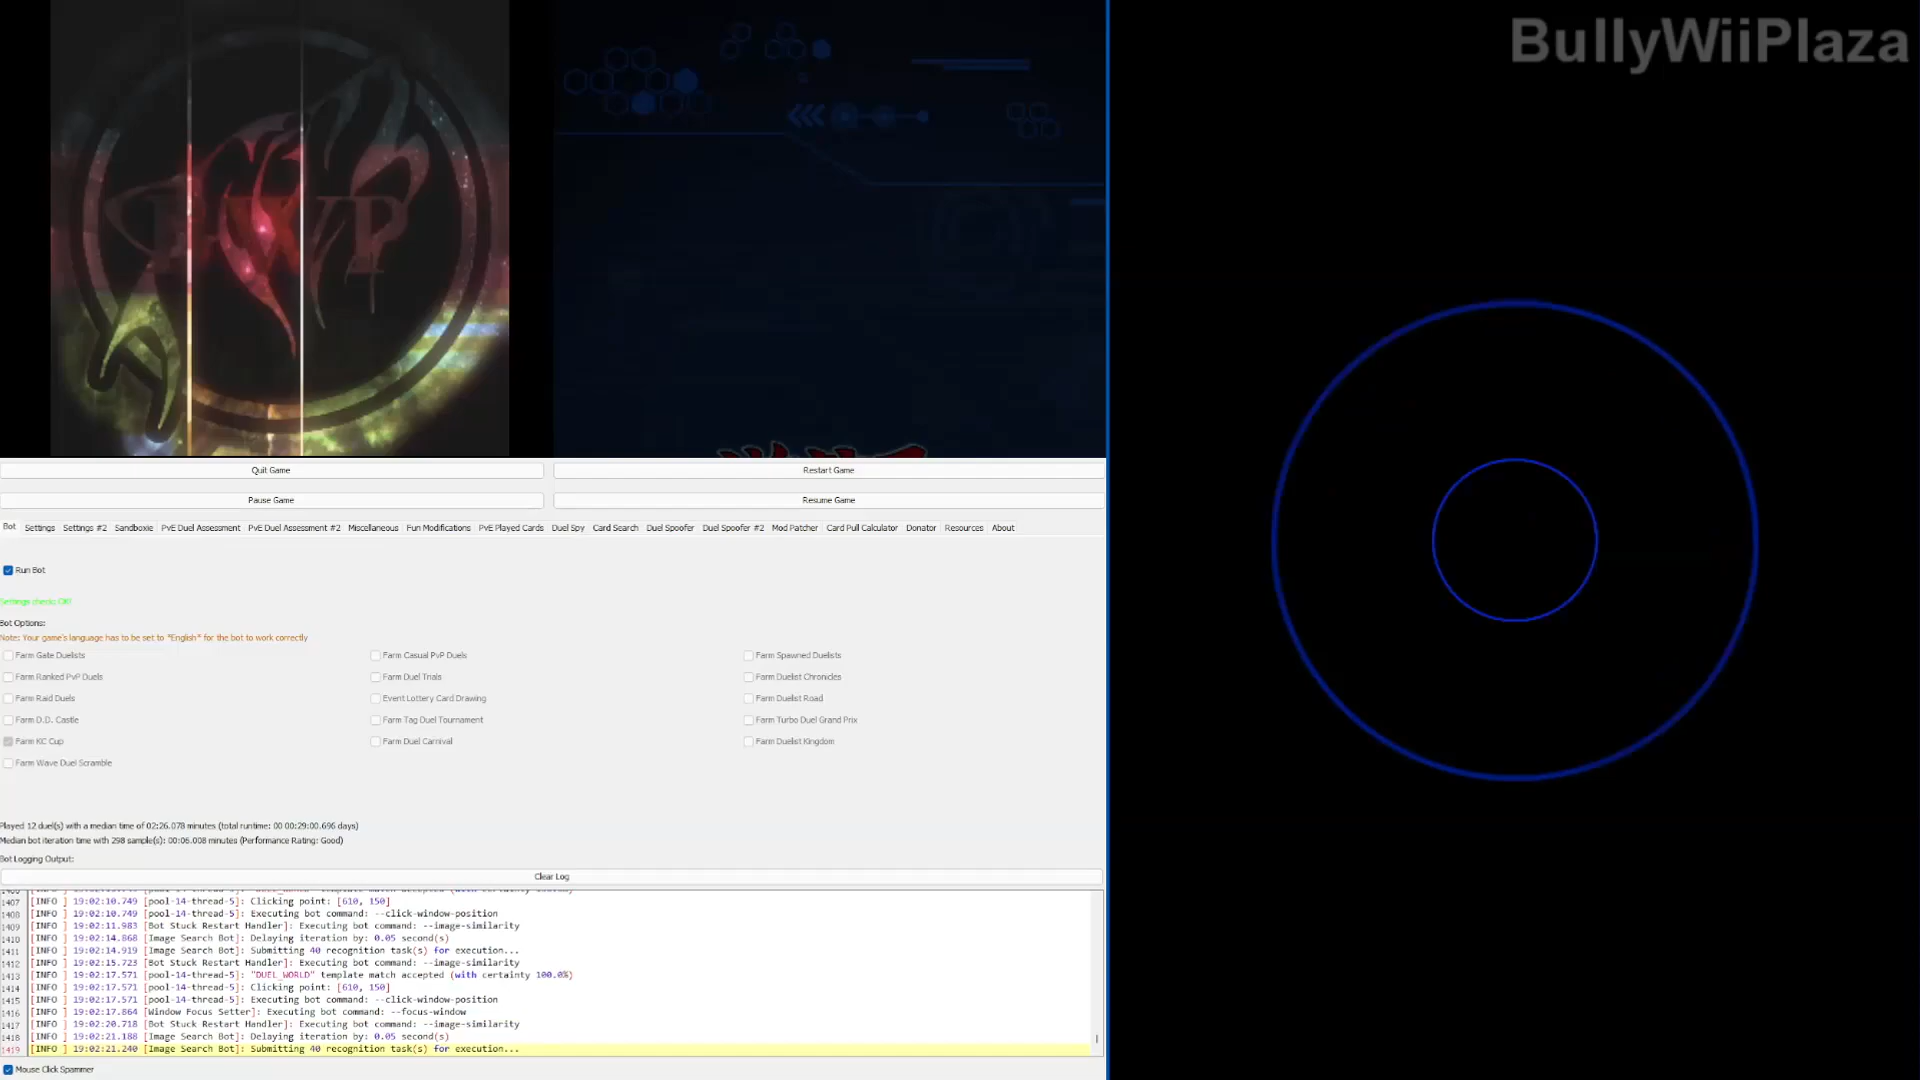 BullyWiiPlaza
BWP
Quit Game
Restart Game
Pause Game
Resume Game
Bot Settings Settings #2 Sandboxie PvE Duel Assessment PvE Duel Assessment #2 Miscellaneous Fun Modifications PvE Played Cards Duel Spy Card Search Duel Spoofer Duel Spoofer #2 Mod Patcher Card Pull Calculator Donator Resources About
Run Bot
Settings check: OK!
Bot Options:
Note: Your game's language has to be set to *English* for the bot to work correctly
Farm Gate Duelists
Farm Casual PvP Duels
Farm Spawned Duelists
Farm Ranked PvP Duels
Farm Duel Trials
Farm Duelist Chronicles
Farm Raid Duels
Event Lottery Card Drawing
Farm Duelist Road
Farm D.D. Castle
Farm Tag Duel Tournament
Farm Turbo Duel Grand Prix
Farm KC Cup
Farm Duel Carnival
Farm Duelist Kingdom
Farm Wave Duel Scramble
Played 12 duel(s) with a median time of 02:26.078 minutes (total runtime: 00 00:29:00.696 days)
Median bot iteration time with 298 sample(s): 00:06.008 minutes (Performance Rating: Good)
Bot Logging Output:
Clear Log
1407 [INFO ] 19:02:10.749 [pool-14-thread-5]: Clicking point: [610, 150]
1408 [INFO ] 19:02:10.749 [pool-14-thread-5]: Executing bot command: --click-window-position
1409 [INFO ] 19:02:11.983 [Bot Stuck Restart Handler]: Executing bot command: --image-similarity
1410 [INFO ] 19:02:14.868 [Image Search Bot]: Delaying iteration by: 0.05 second(s)
1411 [INFO ] 19:02:14.919 [Image Search Bot]: Submitting 40 recognition task(s) for execution...
1412 [INFO ] 19:02:15.723 [Bot Stuck Restart Handler]: Executing bot command: --image-similarity
1413 [INFO ] 19:02:17.571 [pool-14-thread-5]: "DUEL_WORLD" template match accepted (with certainty 100.0%)
1414 [INFO ] 19:02:17.571 [pool-14-thread-5]: Clicking point: [610, 150]
1415 [INFO ] 19:02:17.571 [pool-14-thread-5]: Executing bot command: --click-window-position
1416 [INFO ] 19:02:17.864 [Window Focus Setter]: Executing bot command: --focus-window
1417 [INFO ] 19:02:20.718 [Bot Stuck Restart Handler]: Executing bot command: --image-similarity
1418 [INFO ] 19:02:21.188 [Image Search Bot]: Delaying iteration by: 0.05 second(s)
1419 [INFO ] 19:02:21.240 [Image Search Bot]: Submitting 40 recognition task(s) for execution...
Mouse Click Spammer